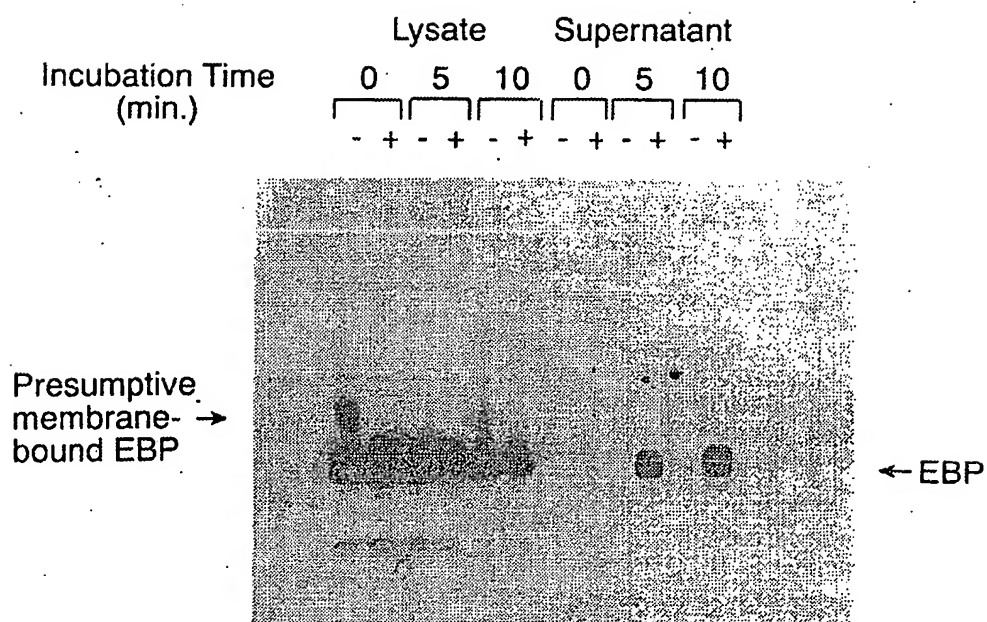 Lysate Supernatant
Incubation Time
(min.)
0 5 10 0 5 10
- + - + - + - + - + - +
Presumptive
membrane-
bound EBP →
← EBP